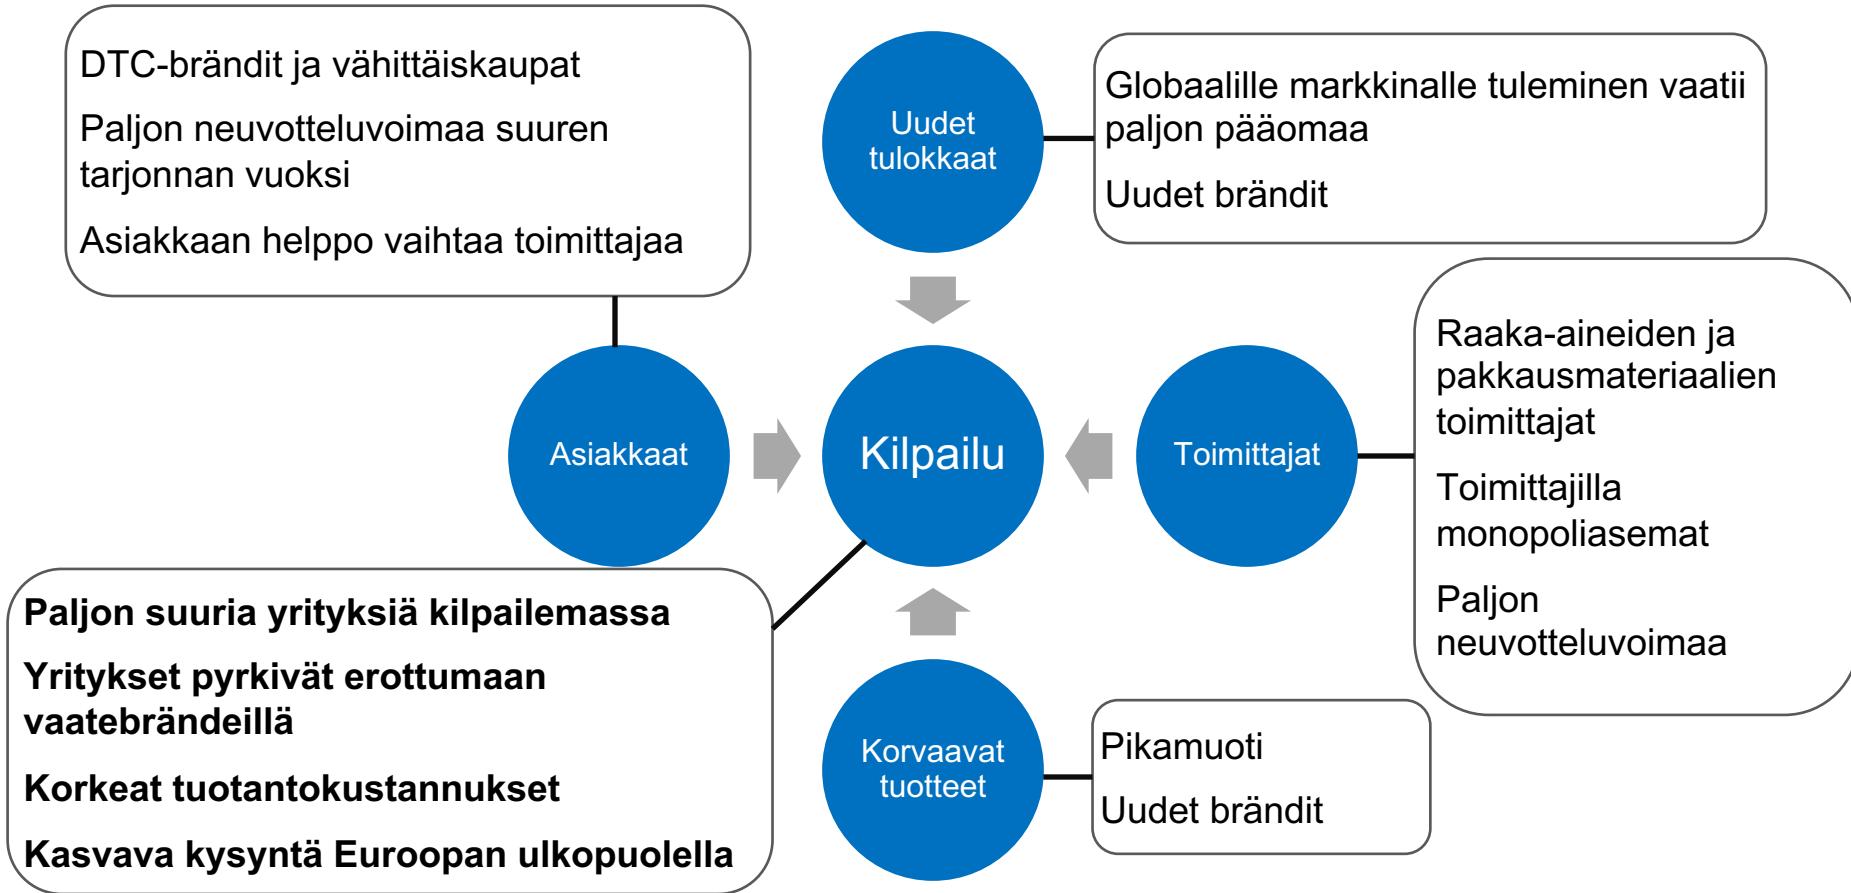 DTC-brändit ja vähittäiskaupat
Paljon neuvotteluvoimaa suuren
tarjonnan vuoksi
Asiakkaan helppo vaihtaa toimittajaa
Uudet
tulokkaat
Globaalille markkinalle tuleminen vaatii
paljon pääomaa
Uudet brändit
Asiakkaat
Kilpailu
Toimittajat
Raaka-aineiden ja
pakkausmateriaalien
toimittajat
Toimittajilla
monopoliasemat
Paljon
neuvotteluvoimaa
Paljon suuria yrityksiä kilpailemassa
Yritykset pyrkivät erottumaan
vaatebrändeillä
Korkeat tuotantokustannukset
Kasvava kysyntä Euroopan ulkopuolella
Korvaavat
tuotteet
Pikamuoti
Uudet brändit